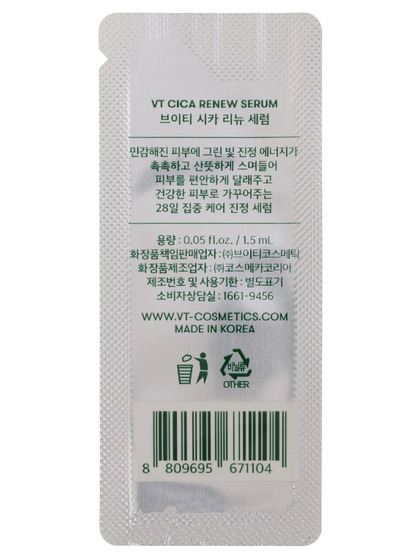 VT CICA RENEW SERUM
브이티 시카 리뉴 세럼
민감해진 피부에 그린 빛 진정 에너지가
촉촉하고 산뜻하게 스며들어
피부를 편안하게 달래주고
건강한 피부로 가꾸어주는
28일 집중 케어 진정 세럼
용량 : 0.05 fl.oz. / 1.5 mL
화장품책임판매업자 : ㈜브이티코스메틱
화장품제조업자 : ㈜코스메카코리아
제조번호 및 사용기한 : 별도표기
소비자상담실 : 1661-9456
WWW.VT-COSMETICS.COM
MADE IN KOREA
비닐류
OTHER
8 809695 671104